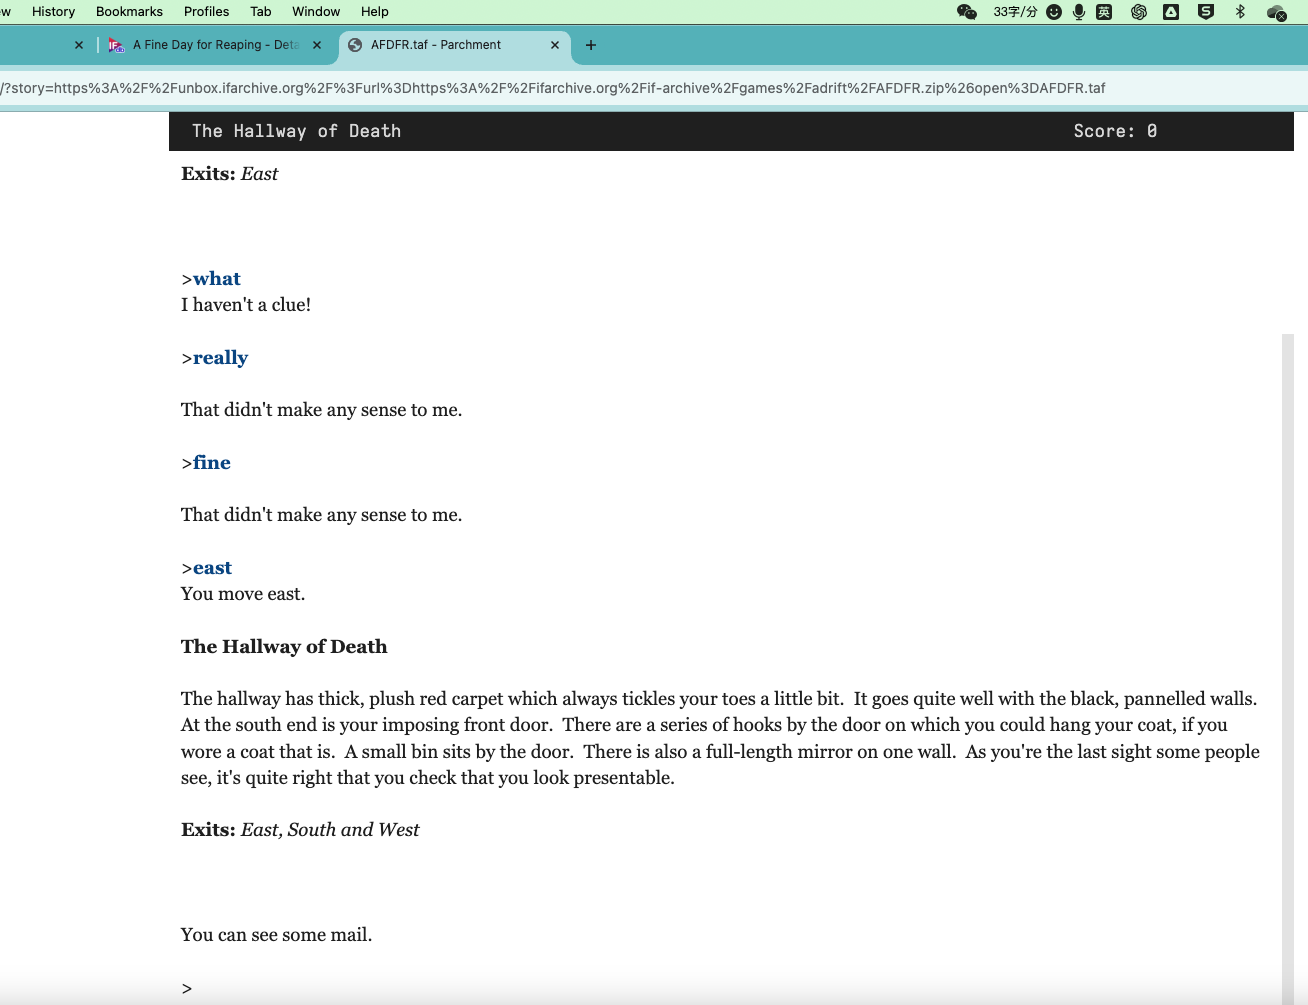 w History Bookmarks Profiles Tab Window Help 33字/分 英
A Fine Day for Reaping - Deta AFDFR.taf - Parchment
/?story=https%3A%2F%2Funbox.ifarchive.org%2F%3Furl%3Dhttps%3A%2F%2Fifarchive.org%2Fif-archive%2Fgames%2Fadrift%2FAFDFR.zip%26open%3DAFDFR.taf
The Hallway of Death Score: 0
Exits: East
>what
I haven't a clue!
>really
That didn't make any sense to me.
>fine
That didn't make any sense to me.
>east
You move east.
The Hallway of Death
The hallway has thick, plush red carpet which always tickles your toes a little bit.  It goes quite well with the black, pannelled walls.
At the south end is your imposing front door.  There are a series of hooks by the door on which you could hang your coat, if you
wore a coat that is.  A small bin sits by the door.  There is also a full-length mirror on one wall.  As you're the last sight some people
see, it's quite right that you check that you look presentable.
Exits: East, South and West
You can see some mail.
>